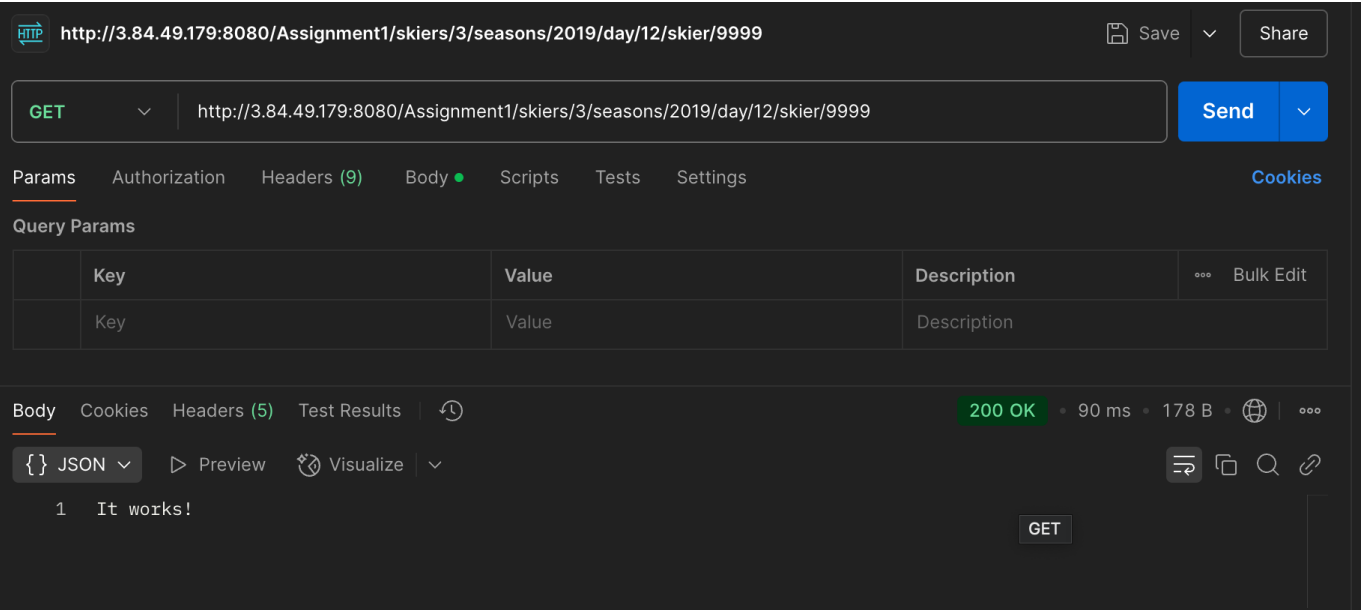 HTTP http://3.84.49.179:8080/Assignment1/skiers/3/seasons/2019/day/12/skier/9999 Save Share
GET http://3.84.49.179:8080/Assignment1/skiers/3/seasons/2019/day/12/skier/9999 Send
Params Authorization Headers (9) Body Scripts Tests Settings Cookies
Query Params
Key Value Description Bulk Edit
Key Value Description
Body Cookies Headers (5) Test Results 200 OK • 90 ms • 178 B •
{} JSON Preview Visualize
1 It works!
GET